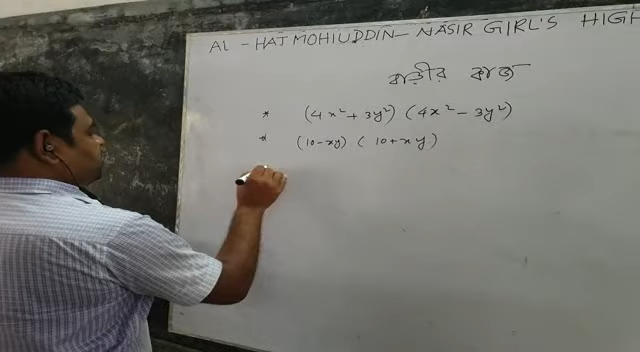 AL - HAT MOHIUDDIN - NASIR GIRL'S HIGH
বাড়ীর কাজ
* (4x² + 3y²) (4x² - 3y²)
* (10-xy) (10+xy)